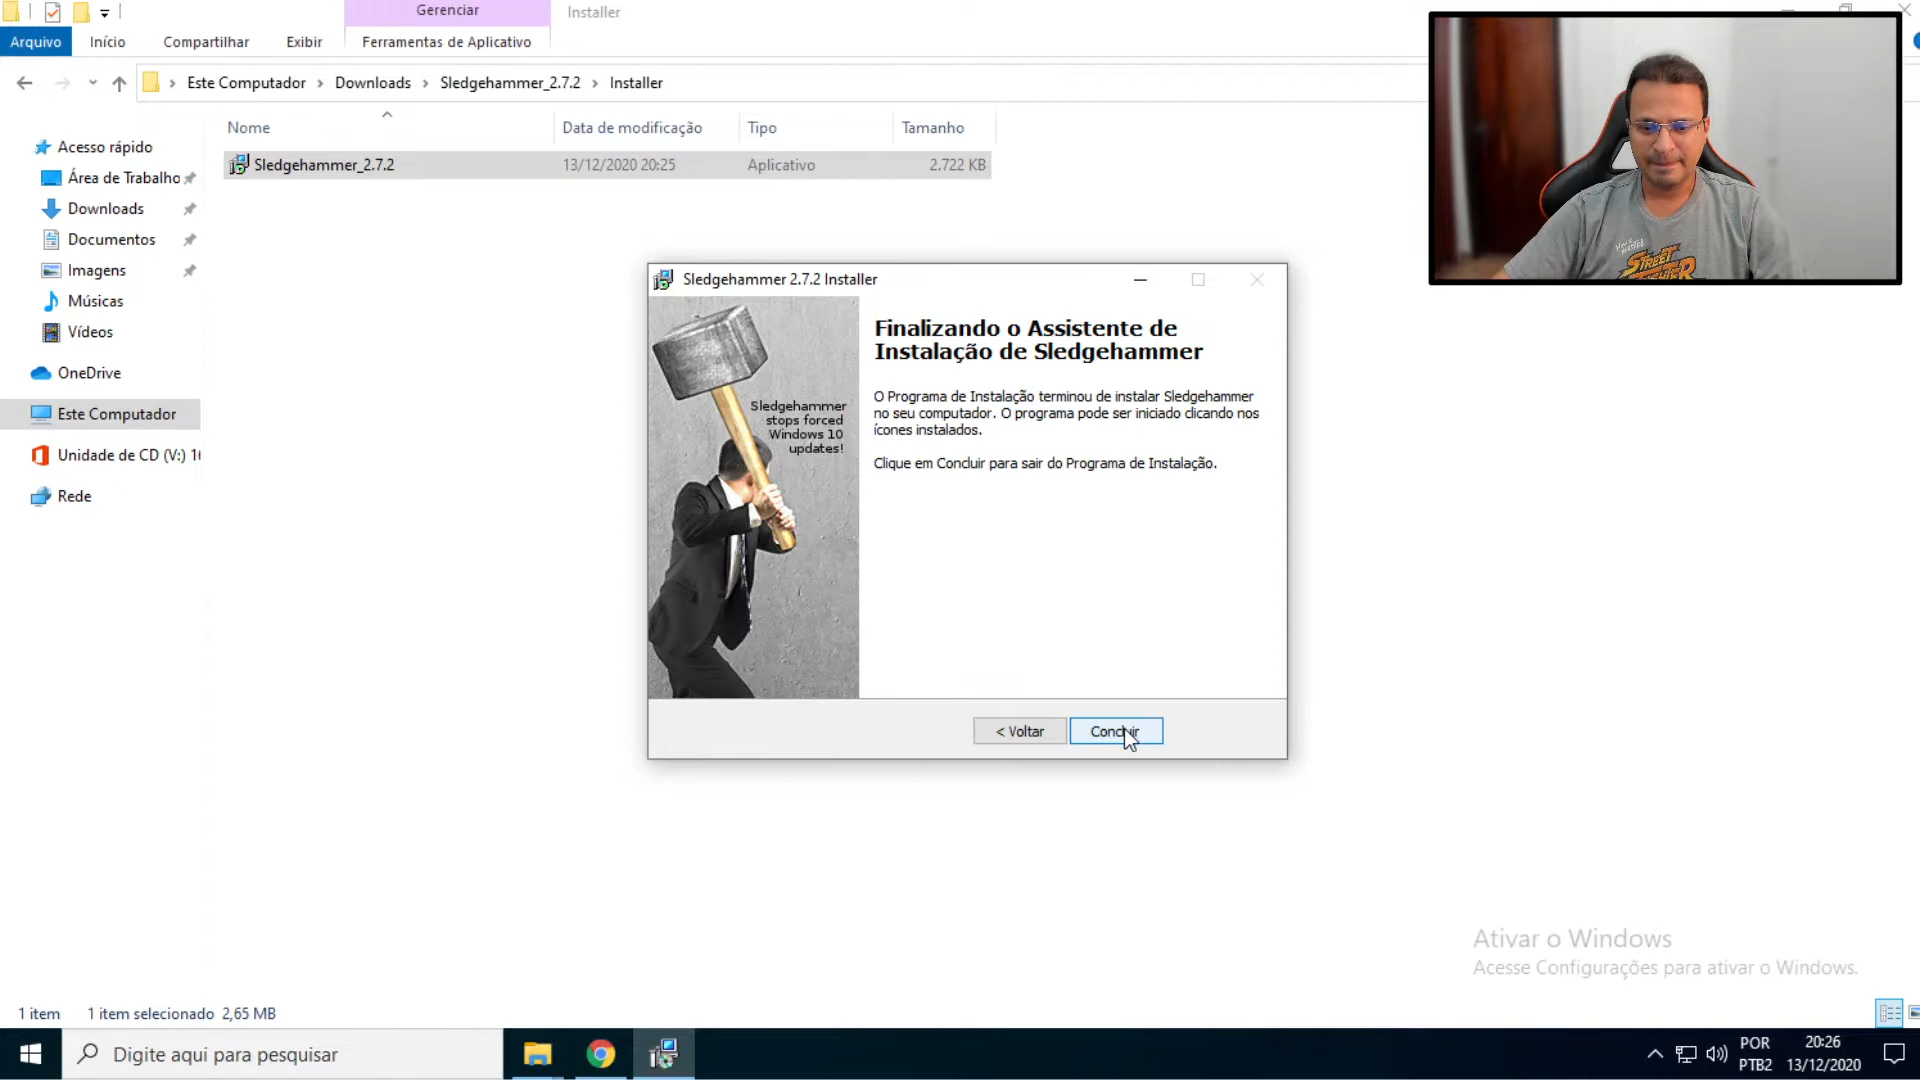 Gerenciar
Installer
Arquivo
Início
Compartilhar
Exibir
Ferramentas de Aplicativo
Este Computador
Downloads
Sledgehammer_2.7.2
Installer
Nome
Data de modificação
Tipo
Tamanho
Sledgehammer_2.7.2
13/12/2020 20:25
Aplicativo
2.722 KB
Acesso rápido
Área de Trabalho
Downloads
Documentos
Imagens
Músicas
Vídeos
OneDrive
Este Computador
Unidade de CD (V:) 16
Rede
STREET
FIGHTER
Sledgehammer 2.7.2 Installer
Sledgehammer
stops forced
Windows 10
updates!
Finalizando o Assistente de
Instalação de Sledgehammer
O Programa de Instalação terminou de instalar Sledgehammer
no seu computador. O programa pode ser iniciado clicando nos
ícones instalados.
Clique em Concluir para sair do Programa de Instalação.
< Voltar
Concluir
Ativar o Windows
Acesse Configurações para ativar o Windows.
1 item
1 item selecionado 2,65 MB
Digite aqui para pesquisar
POR
PTB2
20:26
13/12/2020